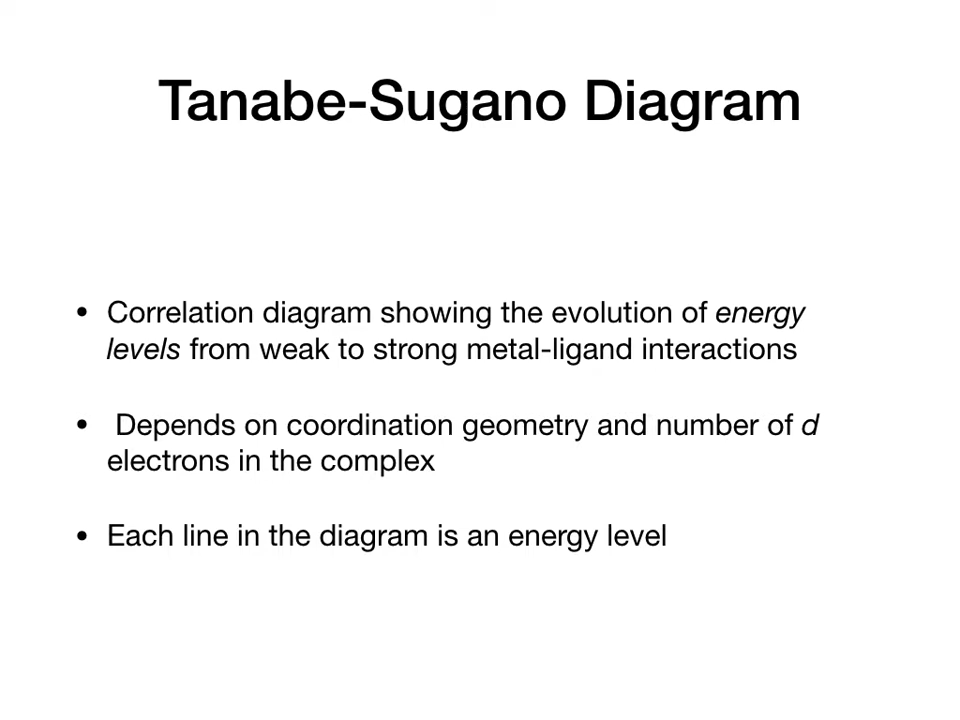 Tanabe-Sugano Diagram
• Correlation diagram showing the evolution of energy
levels from weak to strong metal-ligand interactions
• Depends on coordination geometry and number of d
electrons in the complex
• Each line in the diagram is an energy level